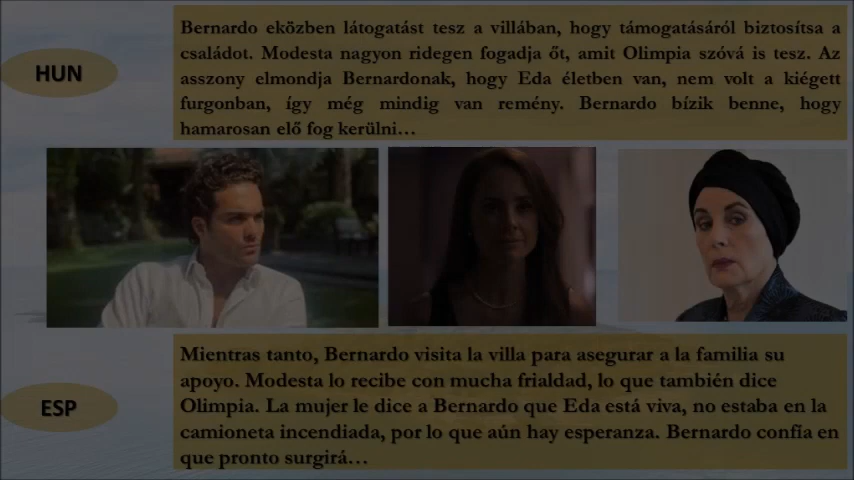 HUN
Bernardo eközben látogatást tesz a villában, hogy támogatásáról biztosítsa a
családot. Modesta nagyon ridegen fogadja őt, amit Olimpia szóvá is tesz. Az
asszony elmondja Bernardonak, hogy Eda életben van, nem volt a kiégett
furgonban, így még mindig van remény. Bernardo bízik benne, hogy
hamarosan elő fog kerülni…
ESP
Mientras tanto, Bernardo visita la villa para asegurar a la familia su
apoyo. Modesta lo recibe con mucha frialdad, lo que también dice
Olimpia. La mujer le dice a Bernardo que Eda está viva, no estaba en la
camioneta incendiada, por lo que aún hay esperanza. Bernardo confía en
que pronto surgirá…